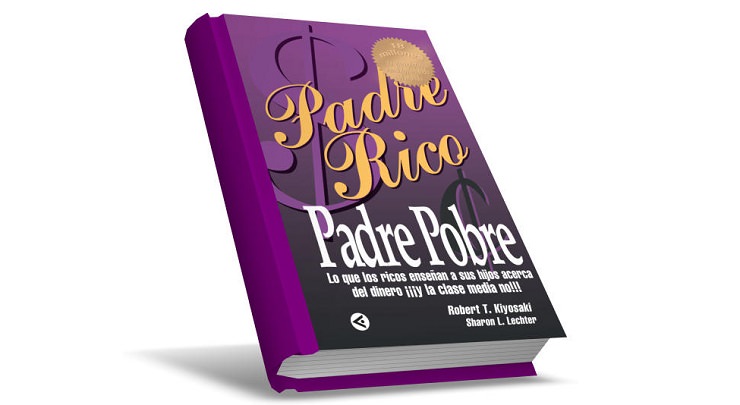 18
Padre
Rico
Padre Pobre
Lo que los ricos enseñan a sus hijos acerca
del dinero ¡¡¡y la clase media no!!!
Robert T. Kiyosaki
Sharon L. Lechter